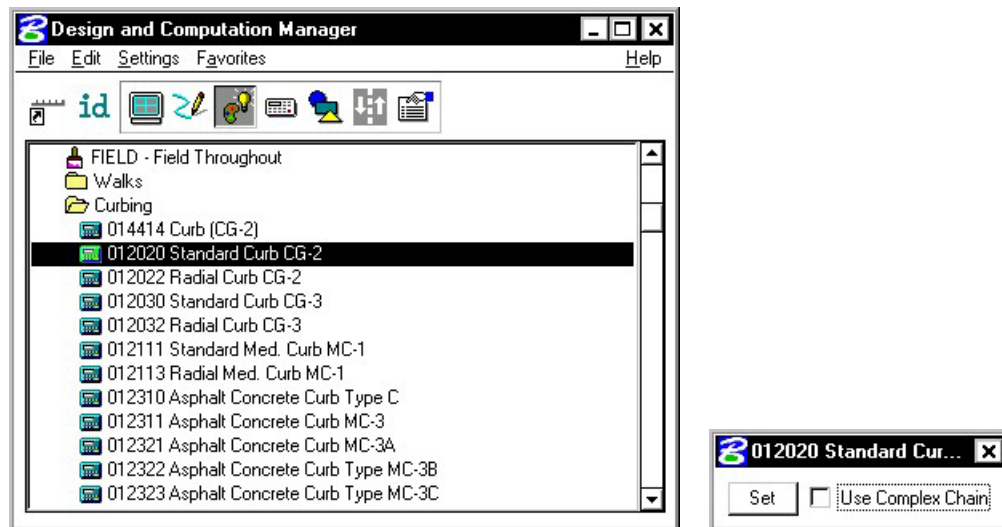 Design and Computation Manager
File Edit Settings Favorites Help
id
FIELD - Field Throughout
Walks
Curbing
014414 Curb (CG-2)
012020 Standard Curb CG-2
012022 Radial Curb CG-2
012030 Standard Curb CG-3
012032 Radial Curb CG-3
012111 Standard Med. Curb MC-1
012113 Radial Med. Curb MC-1
012310 Asphalt Concrete Curb Type C
012311 Asphalt Concrete Curb MC-3
012321 Asphalt Concrete Curb MC-3A
012322 Asphalt Concrete Curb Type MC-3B
012323 Asphalt Concrete Curb Type MC-3C
012020 Standard Cur...
Set Use Complex Chain